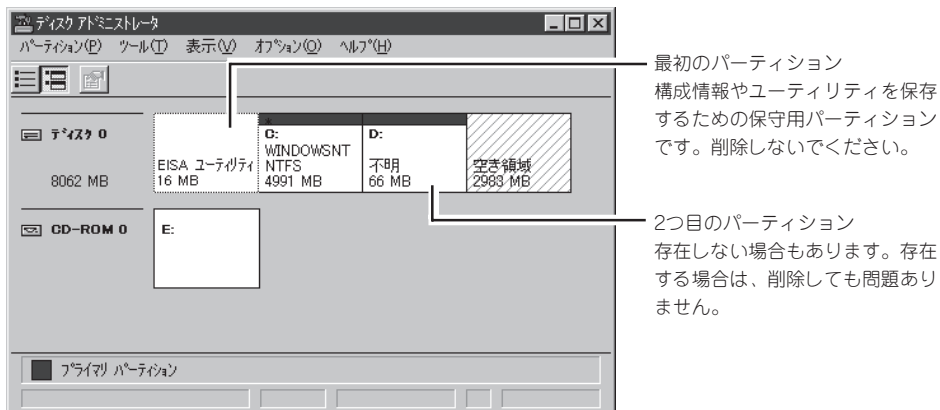 ディスク アドミニストレータ
パーティション(P) ツール(T) 表示(V) オプション(O) ヘルプ(H)
ディスク 0
8062 MB
EISA ユーティリティ
16 MB
C:
WINDOWSNT
NTFS
4991 MB
D:
不明
66 MB
空き領域
2983 MB
CD-ROM 0
E:
プライマリ パーティション
最初のパーティション
構成情報やユーティリティを保存
するための保守用パーティション
です。削除しないでください。
2つ目のパーティション
存在しない場合もあります。存在
する場合は、削除しても問題あり
ません。